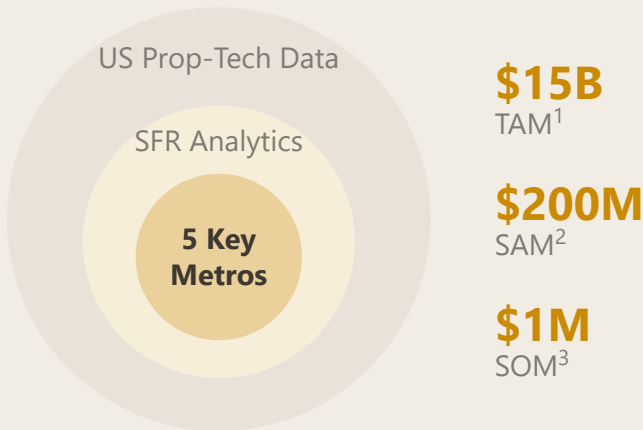 US Prop-Tech Data
SFR Analytics
5 Key
Metros
$15B
TAM¹
$200M
SAM²
$1M
SOM³